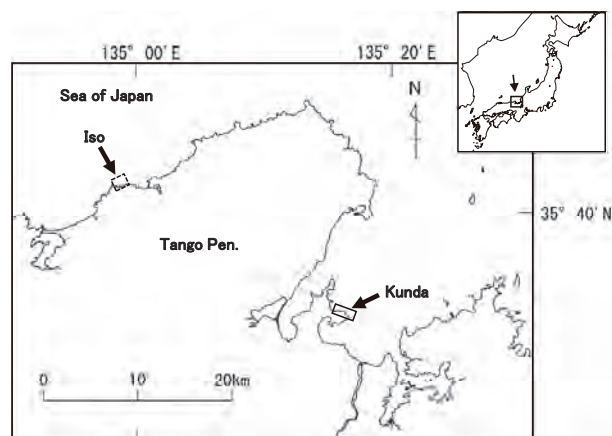 135° 00' E
135° 20' E
Sea of Japan
N
Iso
35° 40' N
Tango Pen.
Kunda
0 10 20km